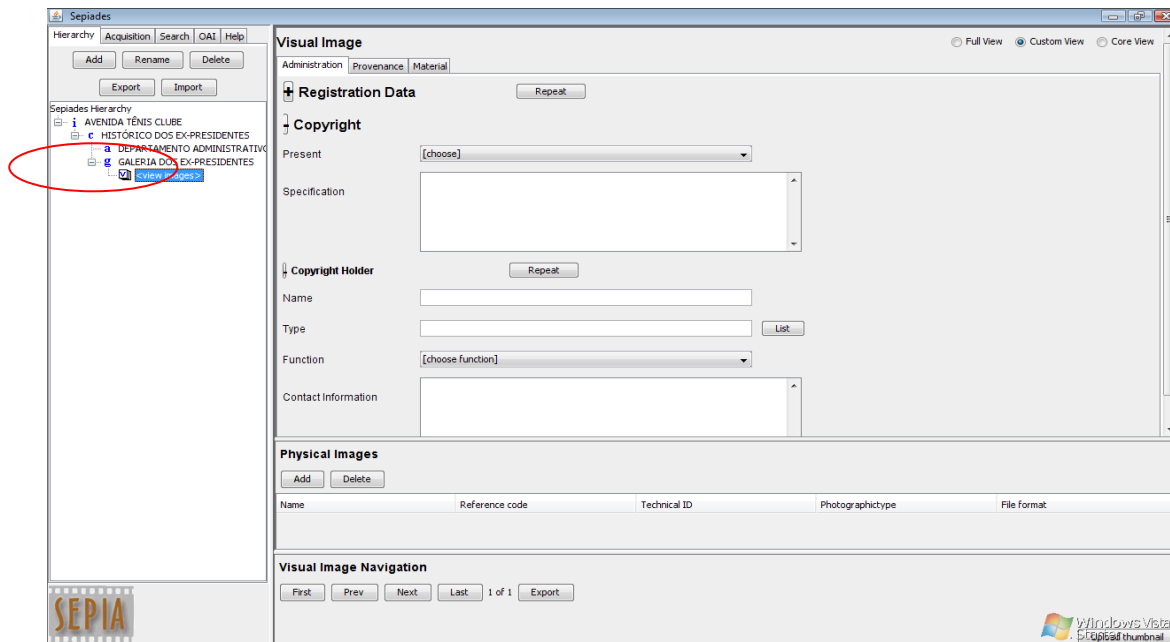 Sepiades
Hierarchy Acquisition Search OAI Help
Add Rename Delete
Export Import
Sepiades Hierarchy
i AVENIDA TÊNIS CLUBE
c HISTÓRICO DOS EX-PRESIDENTES
a DEPARTAMENTO ADMINISTRATIVO
g GALERIA DOS EX-PRESIDENTES
<view images>
SEPIA
Visual Image
Full View Custom View Core View
Administration Provenance Material
+ Registration Data Repeat
- Copyright
Present [choose]
Specification
- Copyright Holder Repeat
Name
Type List
Function [choose function]
Contact Information
Physical Images
Add Delete
Name Reference code Technical ID Photographictype File format
Visual Image Navigation
First Prev Next Last 1 of 1 Export
Windows Vista
Upload thumbnail